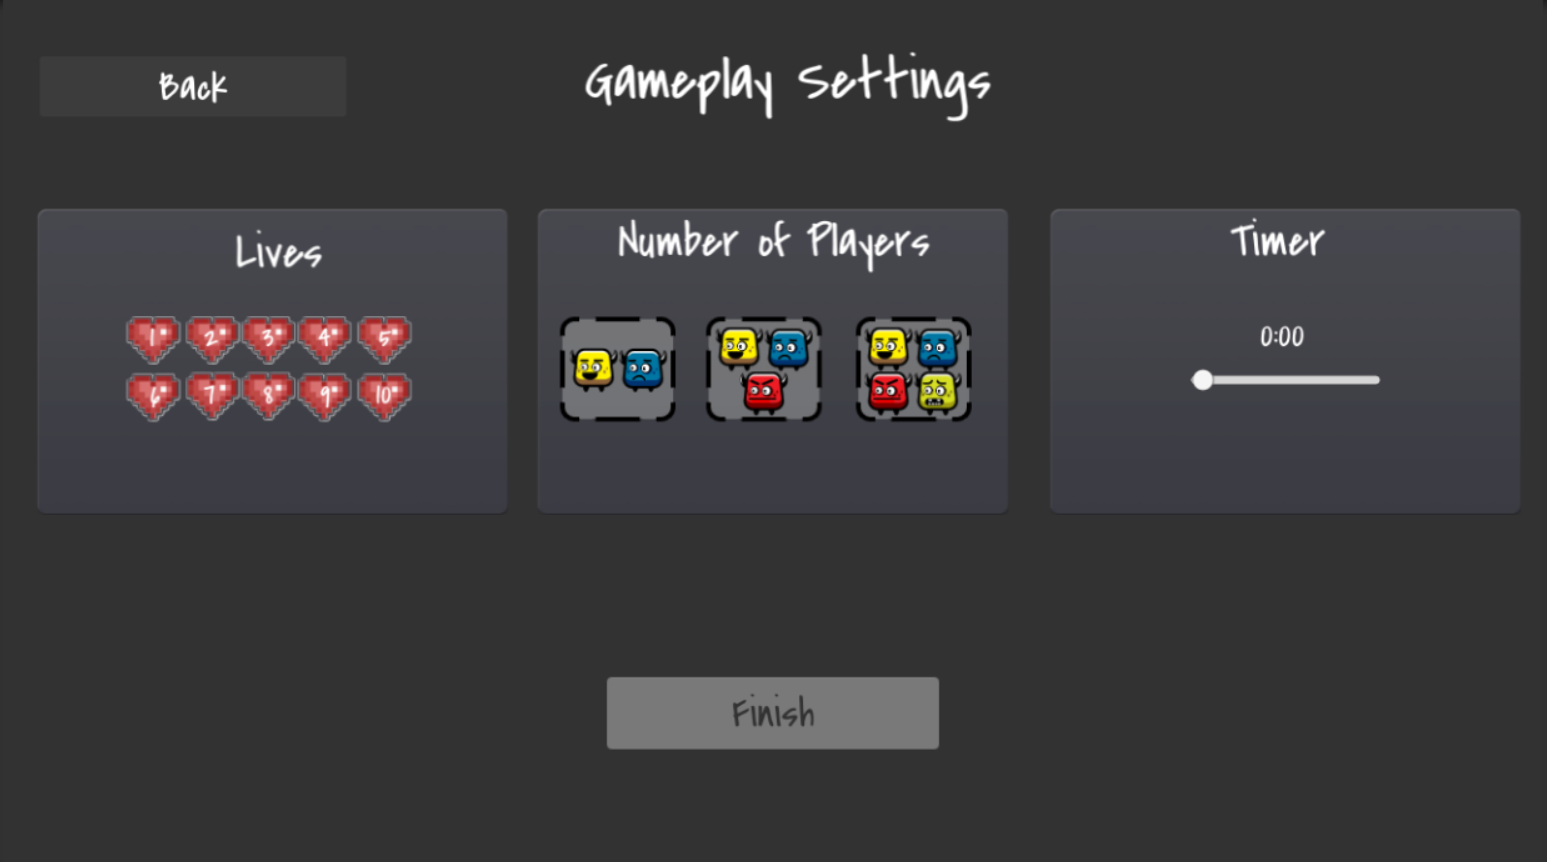 Back
Gameplay Settings
Lives
1 2 3 4 5
6 7 8 9 10
Number of Players
Timer
0:00
Finish